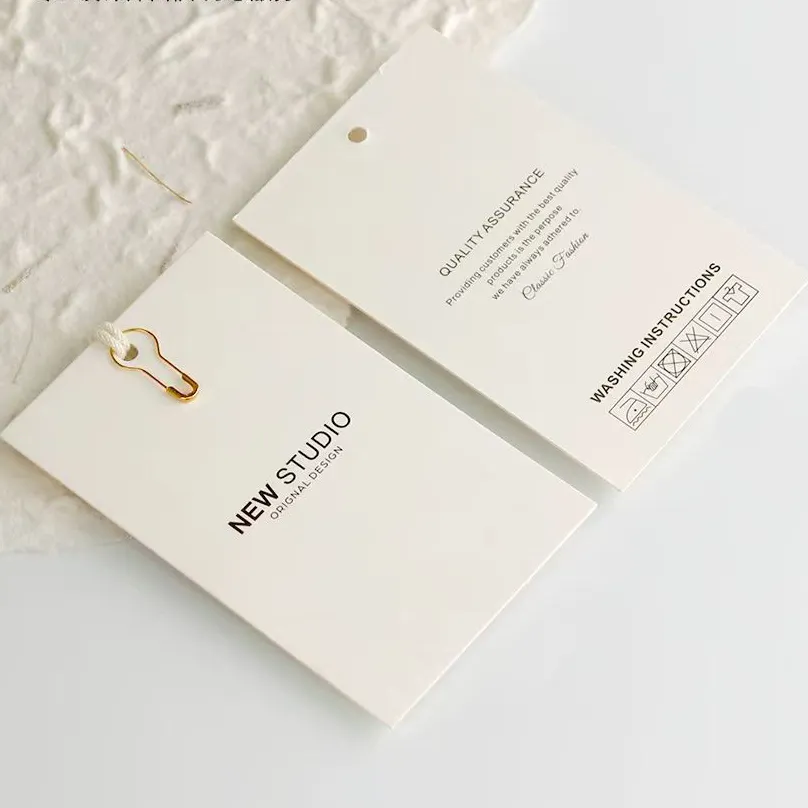 NEW STUDIO
ORIGNAL DESIGN
QUALITY ASSURANCE
Providing customers with the best quality
products is the perpose
we have always adhered to.
Classic Fashion
WASHING INSTRUCTIONS